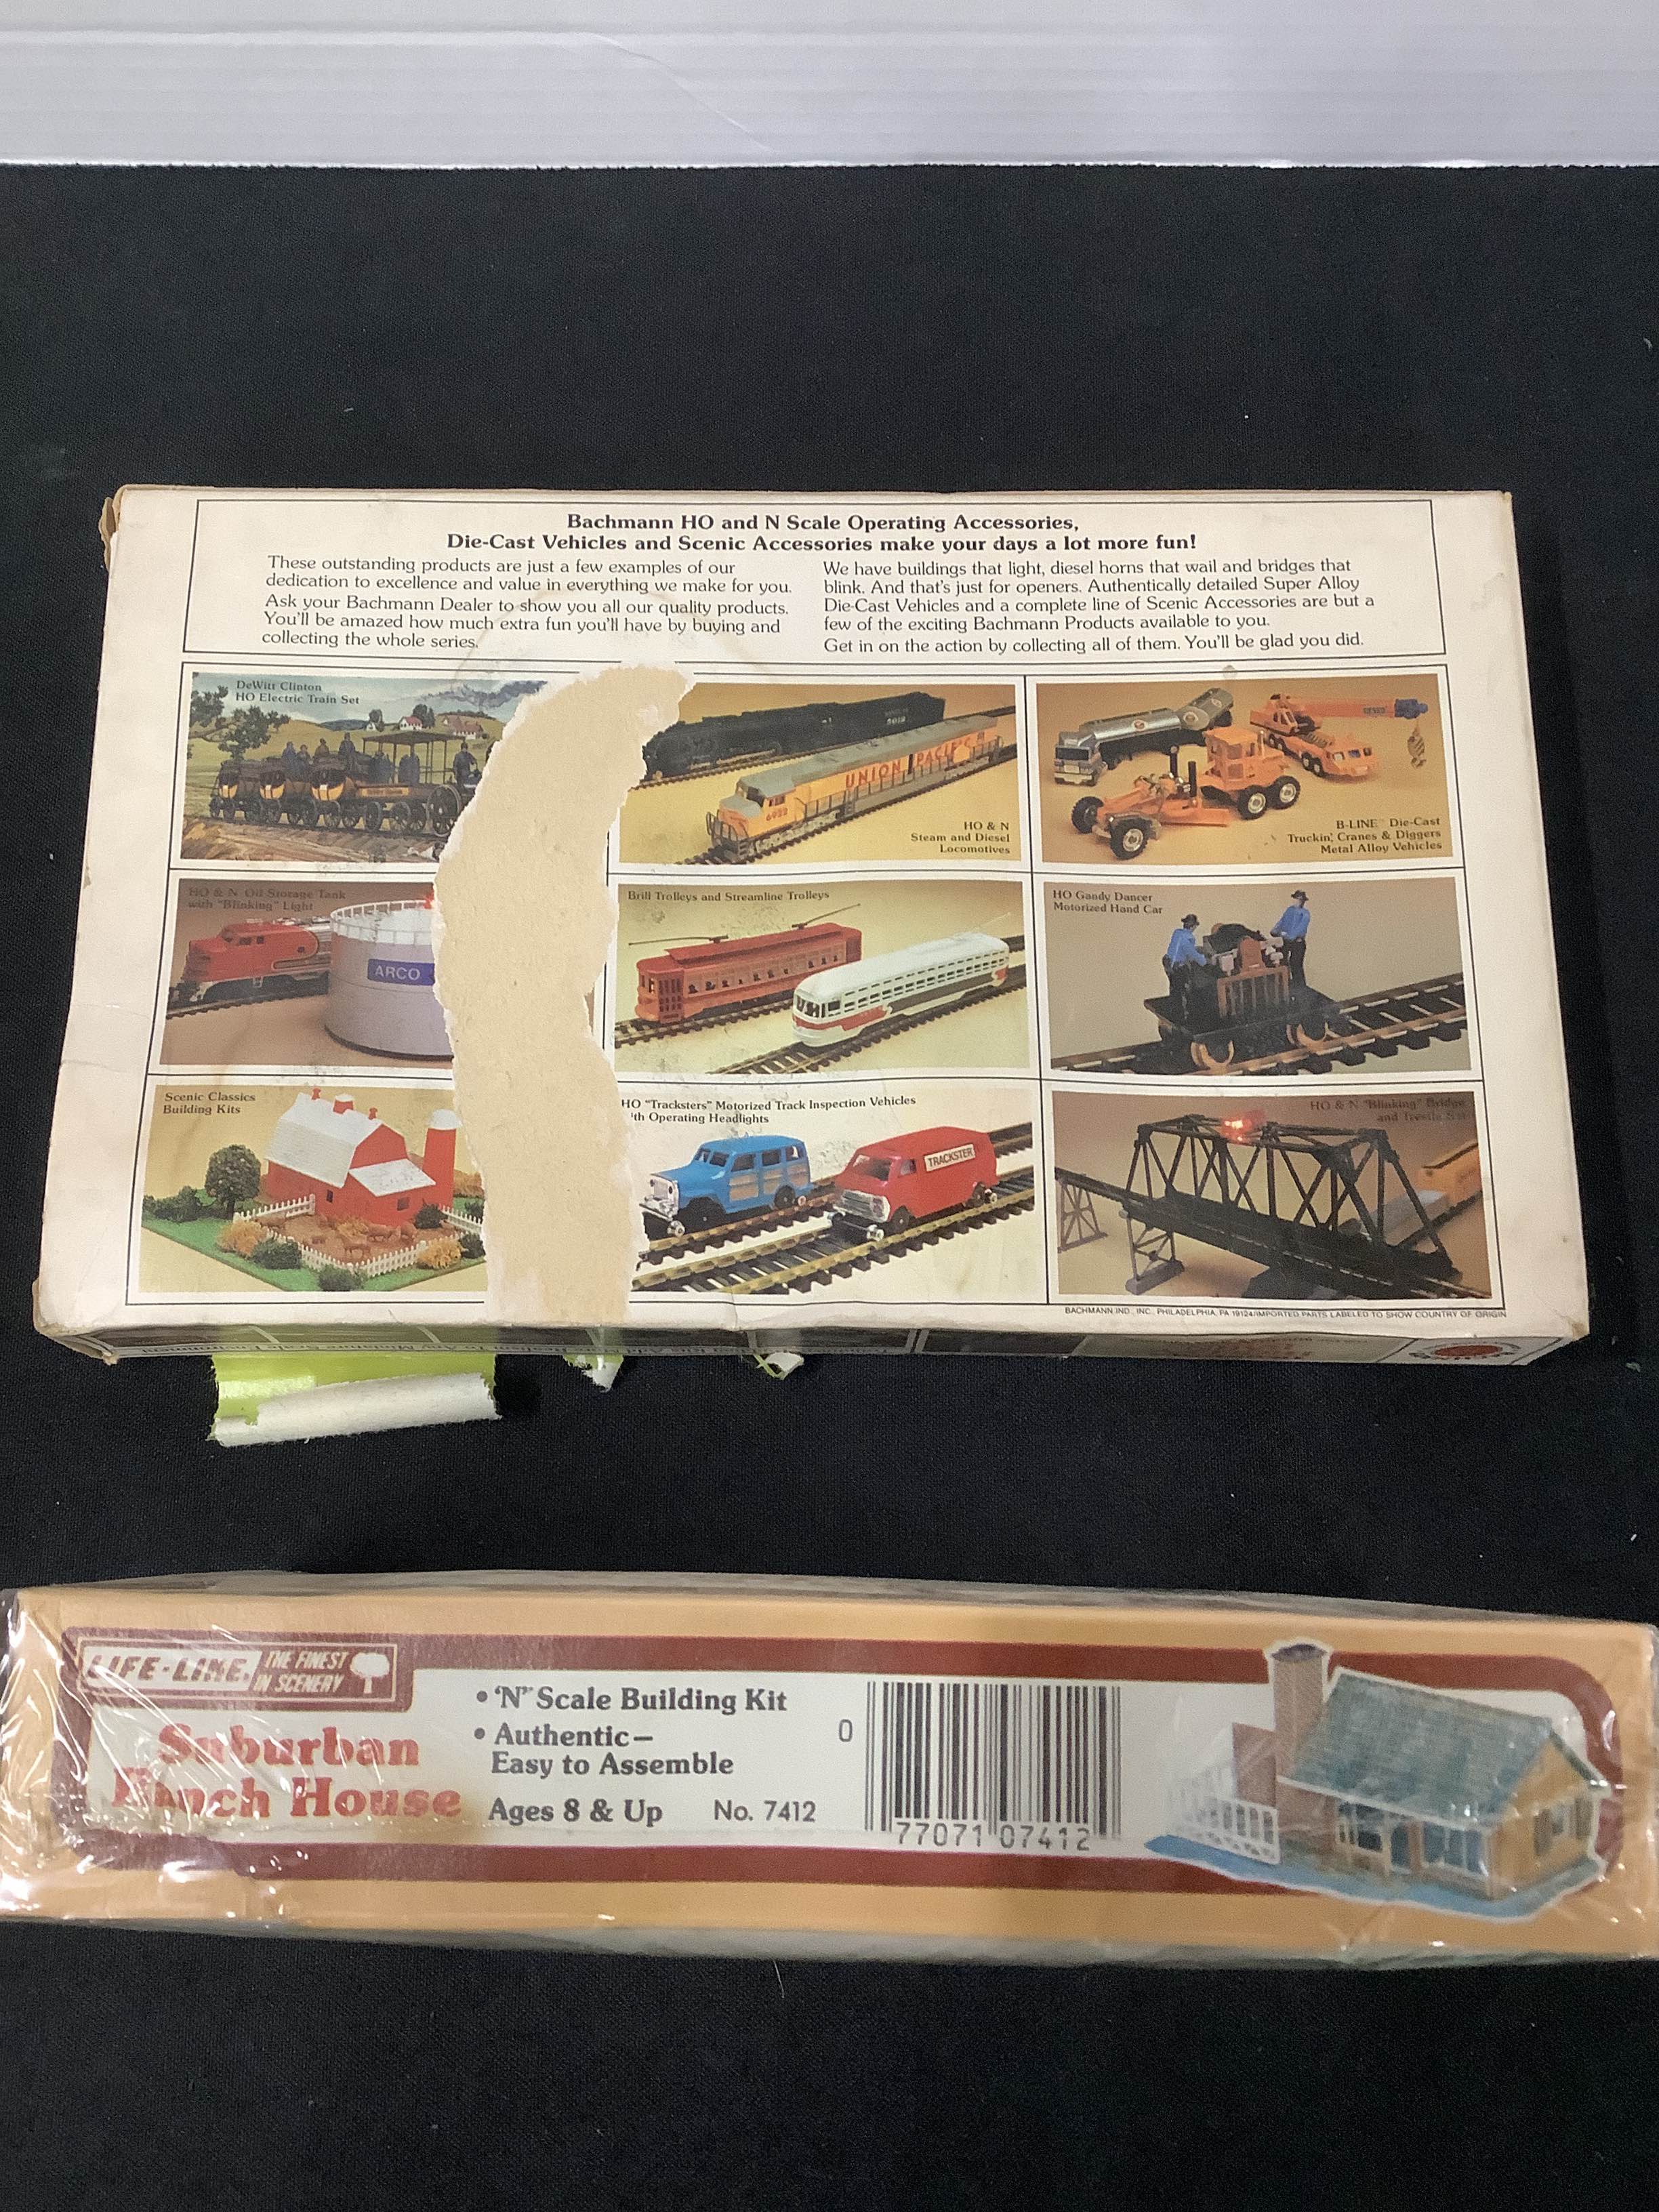 Bachmann HO and N Scale Operating Accessories,
Die-Cast Vehicles and Scenic Accessories make your days a lot more fun!
These outstanding products are just a few examples of our
dedication to excellence and value in everything we make for you.
Ask your Bachmann Dealer to show you all our quality products.
You'll be amazed how much extra fun you'll have by buying and
collecting the whole series.
We have buildings that light, diesel horns that wail and bridges that
blink. And that's just for openers. Authentically detailed Super Alloy
Die-Cast Vehicles and a complete line of Scenic Accessories are but a
few of the exciting Bachmann Products available to you.
Get in on the action by collecting all of them. You'll be glad you did.
DeWitt Clinton
HO Electric Train Set
UNION PACIFIC
HO & N
Steam and Diesel
Locomotives
B-LINE™ Die-Cast
Truckin', Cranes & Diggers
Metal Alloy Vehicles
HO & N Oil Storage Tank
with "Blinking" Light
ARCO
Brill Trolleys and Streamline Trolleys
HO Gandy Dancer
Motorized Hand Car
Scenic Classics
Building Kits
HO "Tracksters" Motorized Track Inspection Vehicles
'th Operating Headlights
TRACKSTER
HO & N "Blinking" Bridge
and Trestle Set
BACHMANN IND., INC. PHILADELPHIA, PA 19124/IMPORTED PARTS LABELED TO SHOW COUNTRY OF ORIGIN
LIFE-LINE. THE FINEST
IN SCENERY
Suburban
Ranch House
• "N" Scale Building Kit
• Authentic—
Easy to Assemble
Ages 8 & Up No. 7412
0 77071 07412